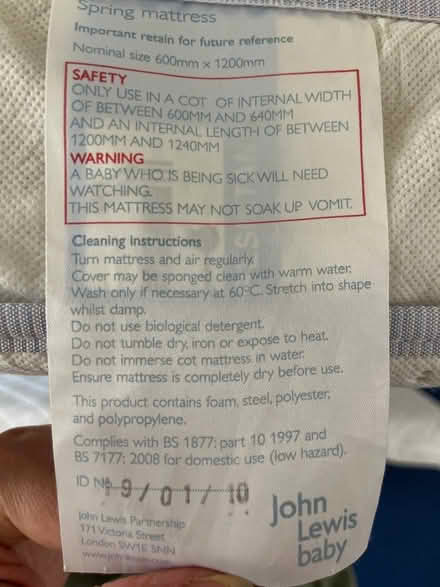 Spring mattress
Important retain for future reference
Nominal size 600mm x 1200mm
SAFETY
ONLY USE IN A COT OF INTERNAL WIDTH
OF BETWEEN 600MM AND 640MM
AND AN INTERNAL LENGTH OF BETWEEN
1200MM AND 1240MM
WARNING
A BABY WHO IS BEING SICK WILL NEED
WATCHING.
THIS MATTRESS MAY NOT SOAK UP VOMIT.
Cleaning Instructions
Turn mattress and air regularly.
Cover may be sponged clean with warm water.
Wash only if necessary at 60°C. Stretch into shape
whilst damp.
Do not use biological detergent.
Do not tumble dry, iron or expose to heat.
Do not immerse cot mattress in water.
Ensure mattress is completely dry before use.
This product contains foam, steel, polyester,
and polypropylene.
Complies with BS 1877: part 10 1997 and
BS 7177: 2008 for domestic use (low hazard).
ID No. 9/01/10
John Lewis Partnership
171 Victoria Street
London SW1E 5NN
John
Lewis
baby